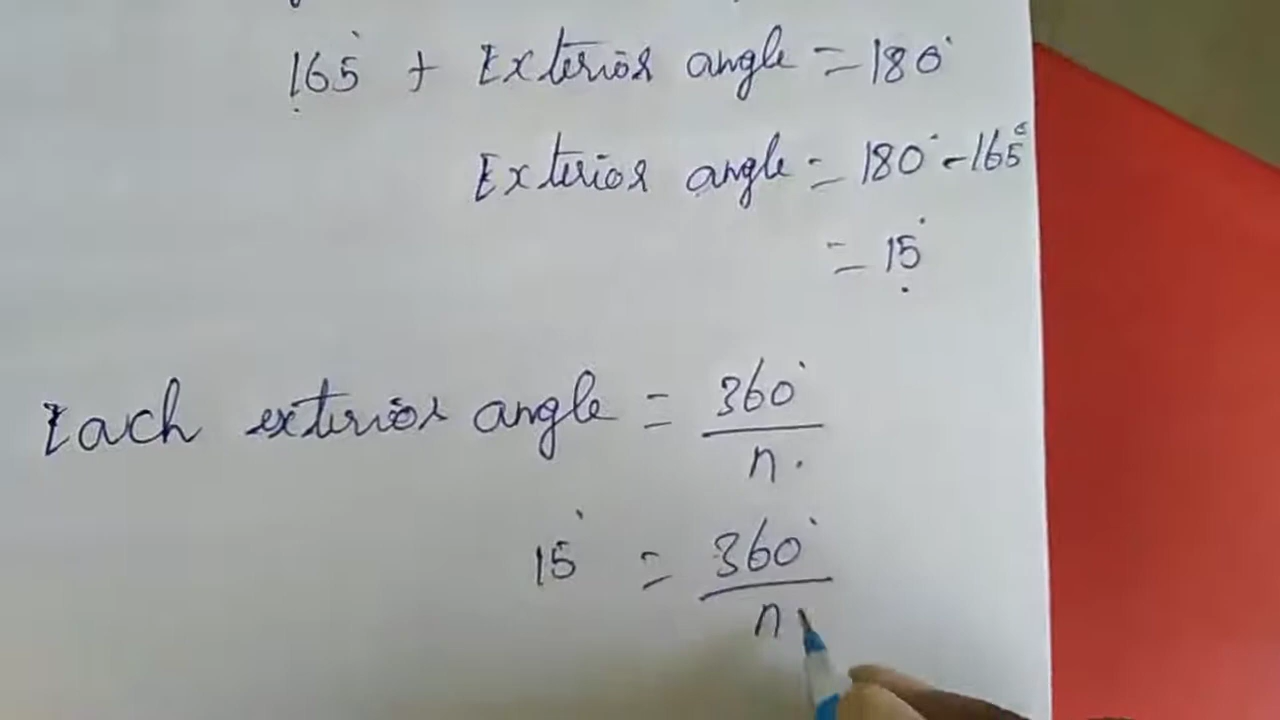 165° + Exterior angle = 180°
Exterior angle = 180° - 165°
= 15°
Each exterior angle = 360° / n
15° = 360° / n